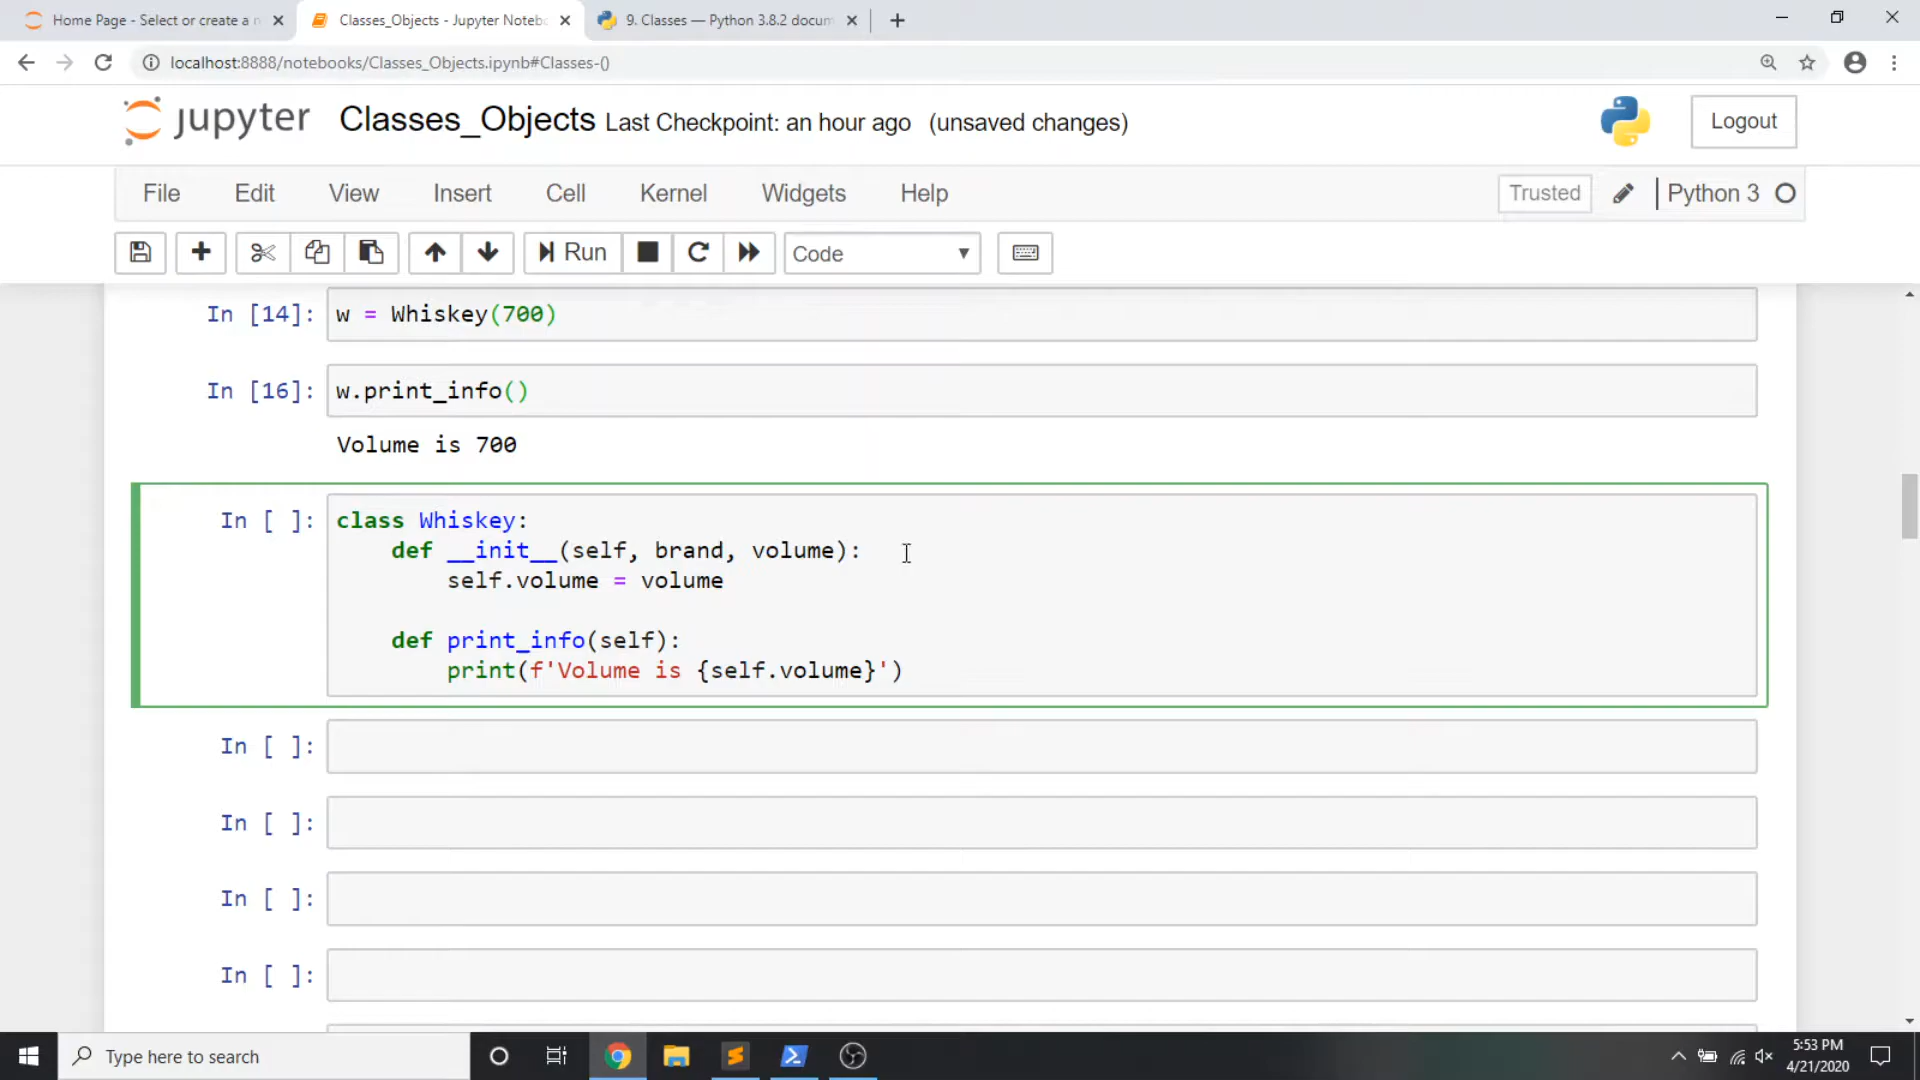 Home Page - Select or create a n
Classes_Objects - Jupyter Noteb
9. Classes — Python 3.8.2 docum
localhost:8888/notebooks/Classes_Objects.ipynb#Classes-()
jupyter Classes_Objects Last Checkpoint: an hour ago (unsaved changes)
Logout
File Edit View Insert Cell Kernel Widgets Help
Trusted Python 3
Run Code
In [14]: w = Whiskey(700)
In [16]: w.print_info()
Volume is 700
In [ ]: class Whiskey:
    def __init__(self, brand, volume):
        self.volume = volume
    def print_info(self):
        print(f'Volume is {self.volume}')
In [ ]:
In [ ]:
In [ ]:
In [ ]:
Type here to search
5:53 PM
4/21/2020